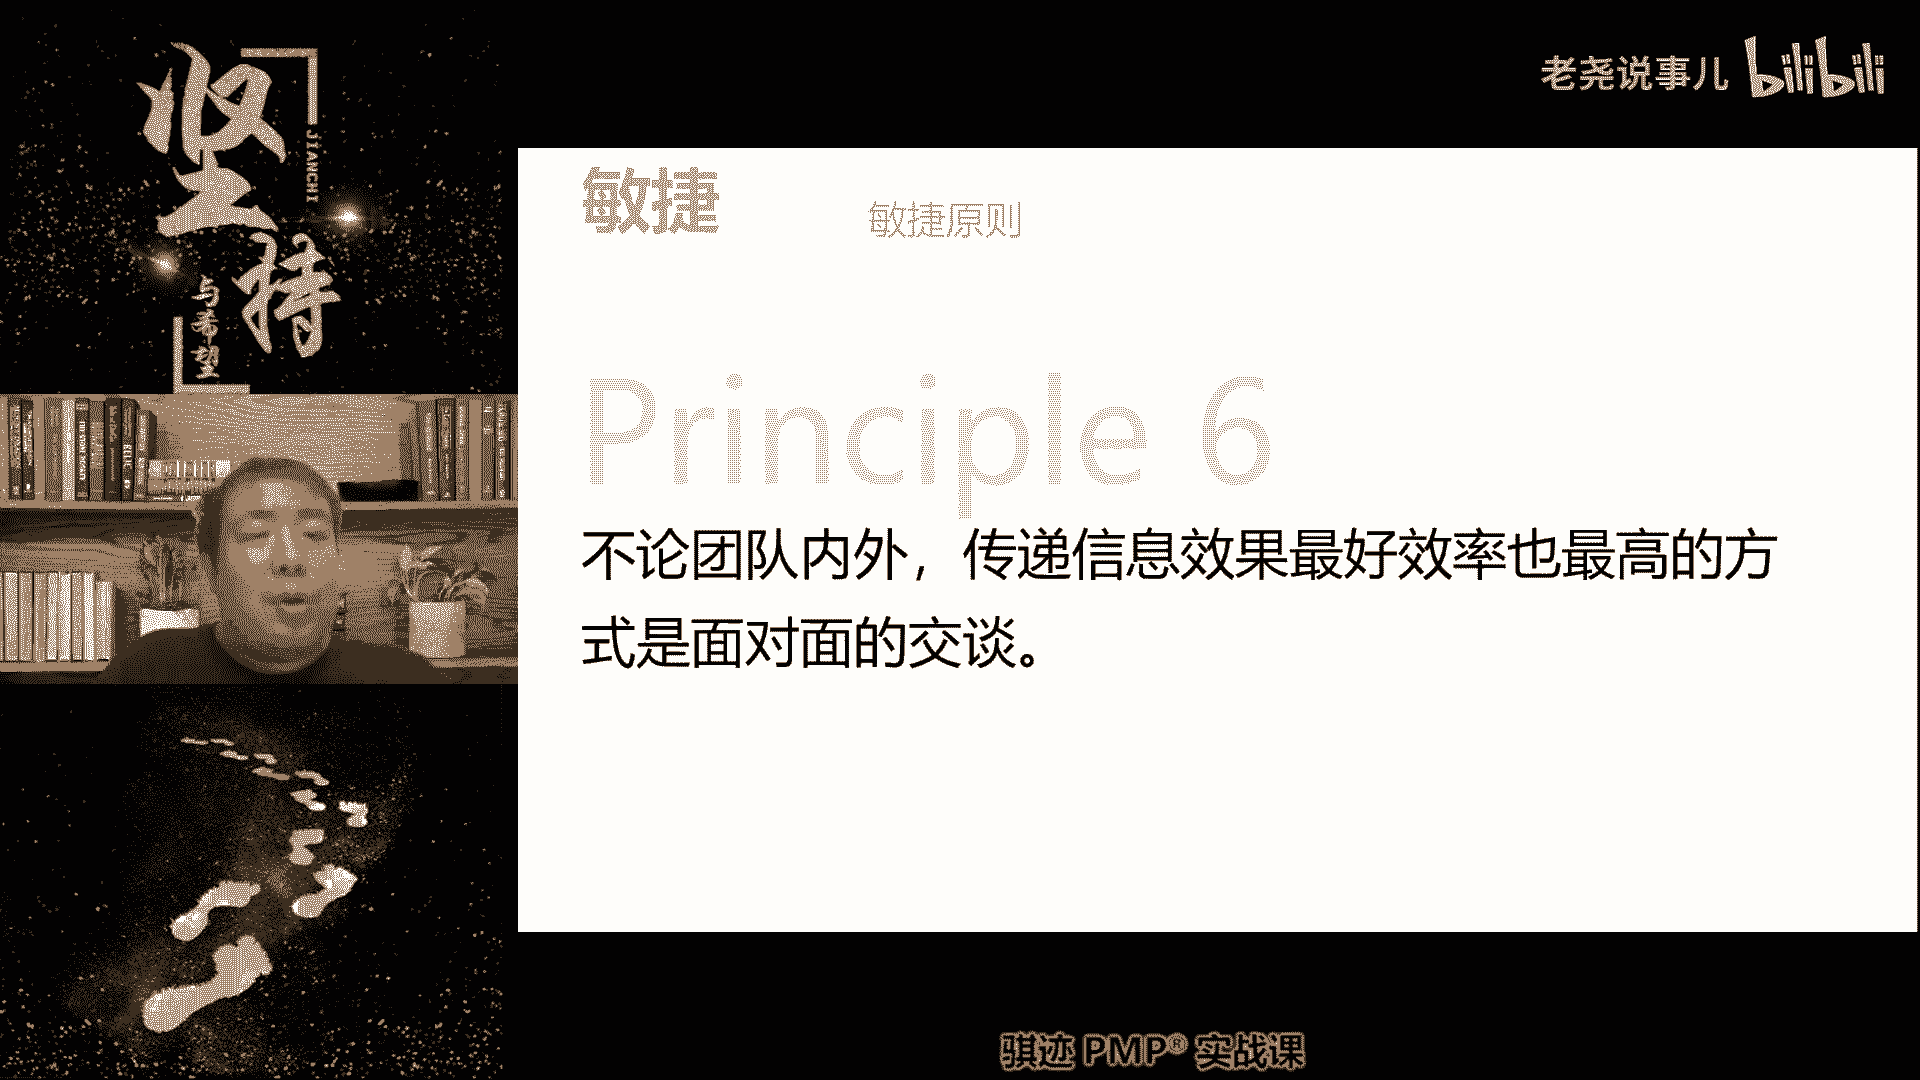 坚持
JIANCHI
与希望
老尧说事儿 bilibili
敏捷
敏捷原则
Principle 6
不论团队内外，传递信息效果最好效率也最高的方
式是面对面的交谈。
骐迹 PMP® 实战课